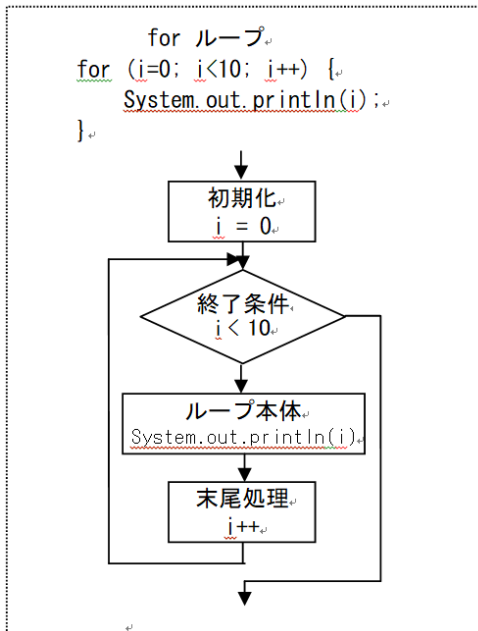 for ループ
for (i=0; i<10; i++) {
System.out.println(i);
}
初期化
i = 0
終了条件
i < 10
ループ本体
System.out.println(i)
末尾処理
i++